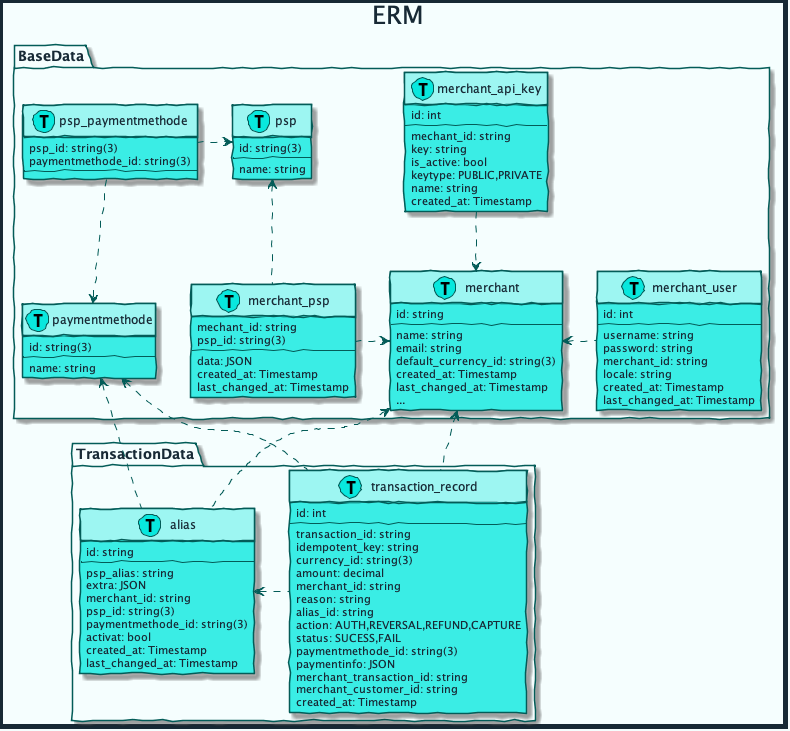 ERM
BaseData
T psp_paymentmethode
psp_id: string(3)
paymentmethode_id: string(3)
T psp
id: string(3)
name: string
T merchant_api_key
id: int
mechant_id: string
key: string
is_active: bool
keytype: PUBLIC,PRIVATE
name: string
created_at: Timestamp
T paymentmethode
id: string(3)
name: string
T merchant_psp
mechant_id: string
psp_id: string(3)
data: JSON
created_at: Timestamp
last_changed_at: Timestamp
T merchant
id: string
name: string
email: string
default_currency_id: string(3)
created_at: Timestamp
last_changed_at: Timestamp
...
T merchant_user
id: int
username: string
password: string
merchant_id: string
locale: string
created_at: Timestamp
last_changed_at: Timestamp
TransactionData
T alias
id: string
psp_alias: string
extra: JSON
merchant_id: string
psp_id: string(3)
paymentmethode_id: string(3)
activat: bool
created_at: Timestamp
last_changed_at: Timestamp
T transaction_record
id: int
transaction_id: string
idempotent_key: string
currency_id: string(3)
amount: decimal
merchant_id: string
reason: string
alias_id: string
action: AUTH,REVERSAL,REFUND,CAPTURE
status: SUCESS,FAIL
paymentmethode_id: string(3)
paymentinfo: JSON
merchant_transaction_id: string
merchant_customer_id: string
created_at: Timestamp